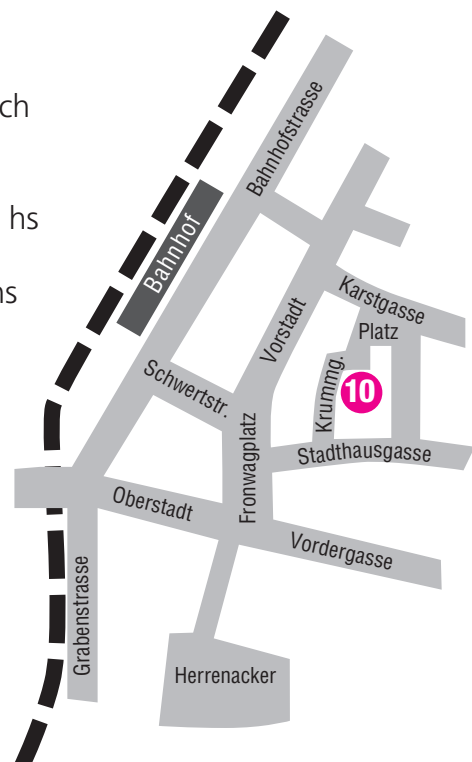 ch
hs
ns
Bahnhofstrasse
Bahnhof
Vorstadt
Karstgasse
Platz
Krummg.
10
Schwertstr.
Fronwagplatz
Stadthausgasse
Oberstadt
Vordergasse
Grabenstrasse
Herrenacker